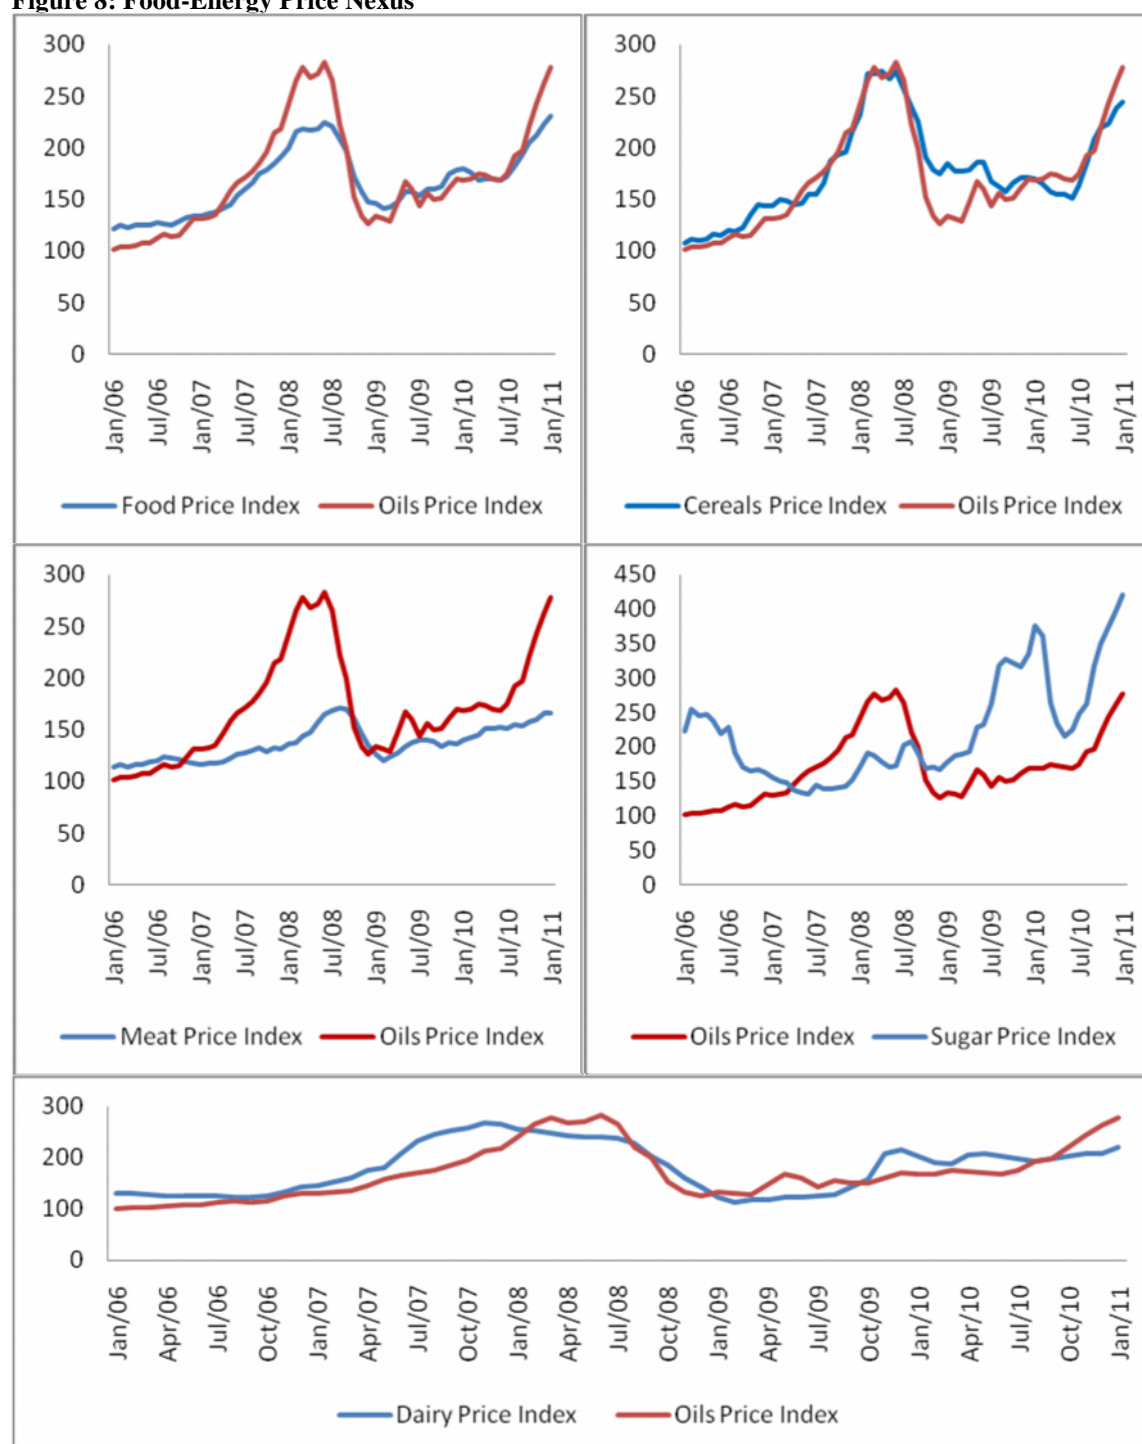 Figure 8: Food-Energy Price Nexus
300
250
200
150
100
50
0
Jan/06
Jul/06
Jan/07
Jul/07
Jan/08
Jul/08
Jan/09
Jul/09
Jan/10
Jul/10
Jan/11
Food Price Index
Oils Price Index
300
250
200
150
100
50
0
Jan/06
Jul/06
Jan/07
Jul/07
Jan/08
Jul/08
Jan/09
Jul/09
Jan/10
Jul/10
Jan/11
Cereals Price Index
Oils Price Index
300
250
200
150
100
50
0
Jan/06
Jul/06
Jan/07
Jul/07
Jan/08
Jul/08
Jan/09
Jul/09
Jan/10
Jul/10
Jan/11
Meat Price Index
Oils Price Index
450
400
350
300
250
200
150
100
50
0
Jan/06
Jul/06
Jan/07
Jul/07
Jan/08
Jul/08
Jan/09
Jul/09
Jan/10
Jul/10
Jan/11
Oils Price Index
Sugar Price Index
300
200
100
0
Jan/06
Apr/06
Jul/06
Oct/06
Jan/07
Apr/07
Jul/07
Oct/07
Jan/08
Apr/08
Jul/08
Oct/08
Jan/09
Apr/09
Jul/09
Oct/09
Jan/10
Apr/10
Jul/10
Oct/10
Jan/11
Dairy Price Index
Oils Price Index